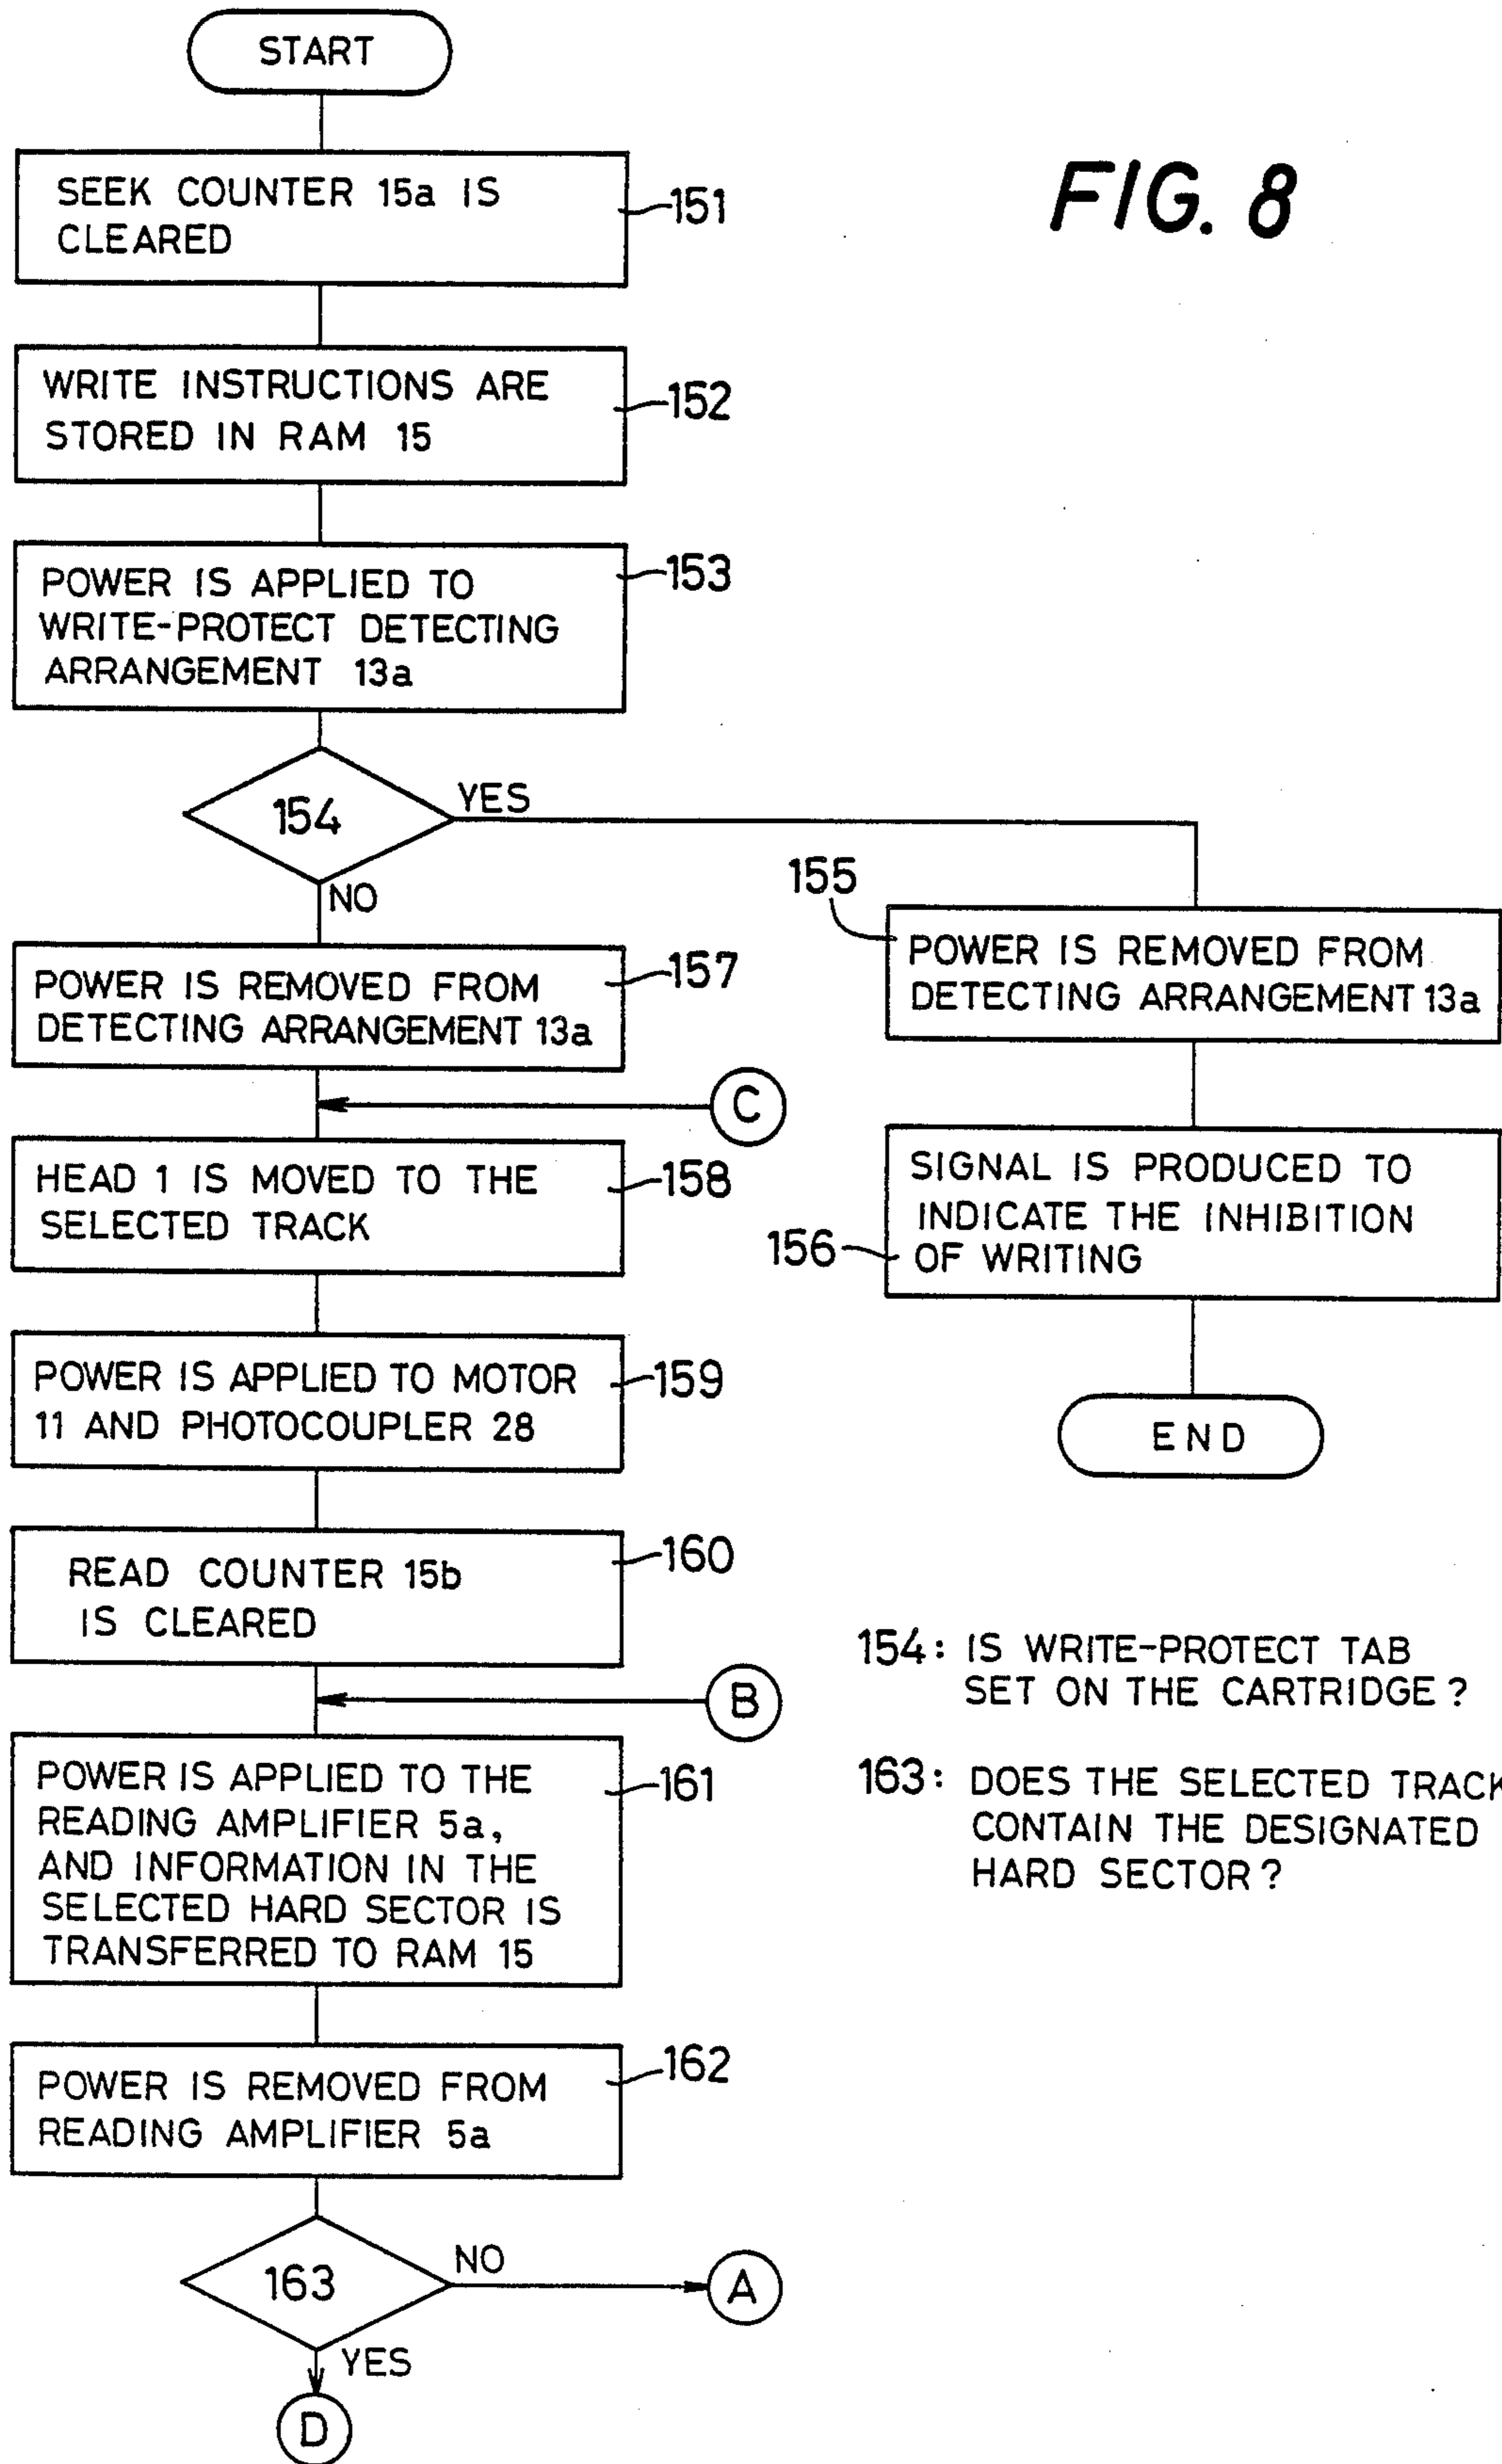 START
FIG. 8
SEEK COUNTER 15a IS
CLEARED
151
WRITE INSTRUCTIONS ARE
STORED IN RAM 15
152
POWER IS APPLIED TO
WRITE-PROTECT DETECTING
ARRANGEMENT 13a
153
154
YES
NO
155
POWER IS REMOVED FROM
DETECTING ARRANGEMENT 13a
157
POWER IS REMOVED FROM
DETECTING ARRANGEMENT 13a
C
HEAD 1 IS MOVED TO THE
SELECTED TRACK
158
SIGNAL IS PRODUCED TO
INDICATE THE INHIBITION
OF WRITING
156
POWER IS APPLIED TO MOTOR
11 AND PHOTOCOUPLER 28
159
END
READ COUNTER 15b
IS CLEARED
160
154: IS WRITE-PROTECT TAB
SET ON THE CARTRIDGE?
B
POWER IS APPLIED TO THE
READING AMPLIFIER 5a,
AND INFORMATION IN THE
SELECTED HARD SECTOR IS
TRANSFERRED TO RAM 15
161
163: DOES THE SELECTED TRACK
CONTAIN THE DESIGNATED
HARD SECTOR?
POWER IS REMOVED FROM
READING AMPLIFIER 5a
162
163
NO
A
YES
D